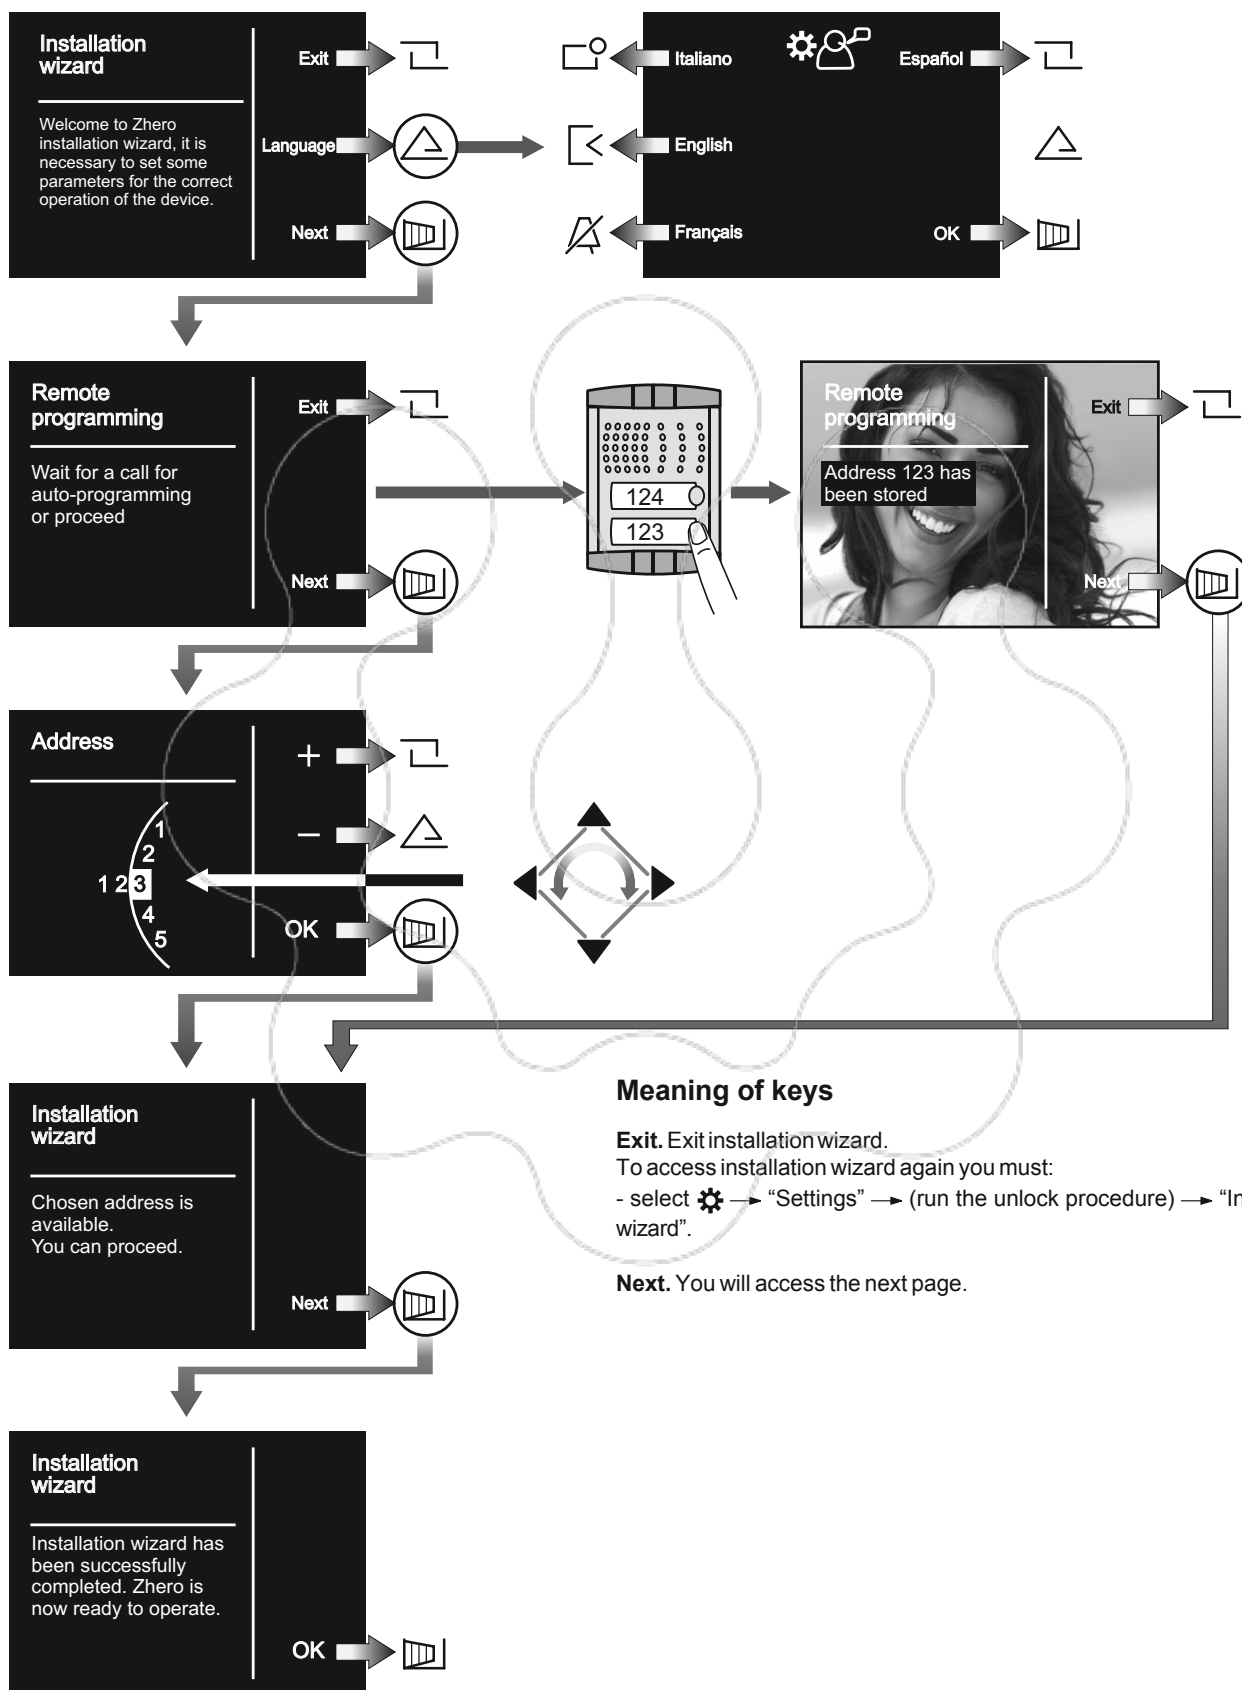 Installation
wizard
Welcome to Zhero
installation wizard, it is
necessary to set some
parameters for the correct
operation of the device.
Exit
Language
Next
Italiano
English
Français
Español
OK
Remote
programming
Wait for a call for
auto-programming
or proceed
Exit
Next
124
123
Remote
programming
Address 123 has
been stored
Exit
Next
Address
1
2
1 2 3
4
5
+
−
OK
Installation
wizard
Chosen address is
available.
You can proceed.
Next
Meaning of keys
Exit. Exit installation wizard.
To access installation wizard again you must:
- select → “Settings” → (run the unlock procedure) →
wizard”.
Next. You will access the next page.
Installation
wizard
Installation wizard has
been successfully
completed. Zhero is
now ready to operate.
OK